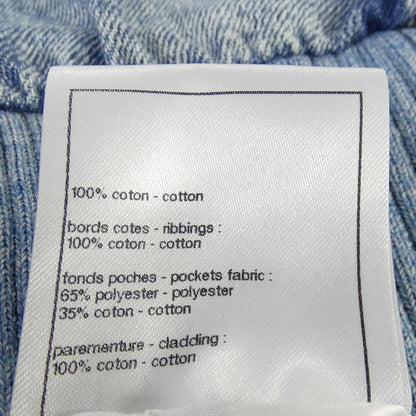 100% coton - cotton
bords cotes - ribbings :
100% coton - cotton
fonds poches - pockets fabric :
65% polyester - polyester
35% coton - cotton
parementure - cladding :
100% coton - cotton